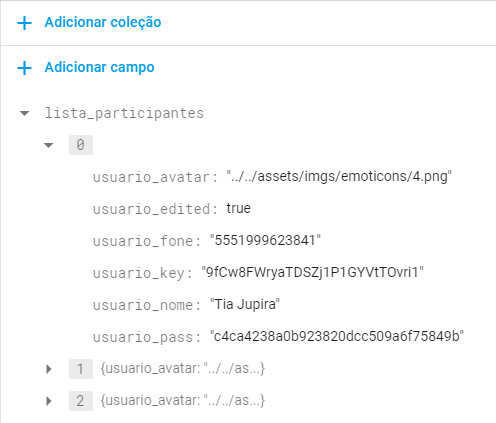 Adicionar coleção
Adicionar campo
lista_participantes
0
usuario_avatar: "../../assets/imgs/emoticons/4.png"
usuario_edited: true
usuario_fone: "5551999623841"
usuario_key: "9fCw8FWryaTDSZj1P1GYVtTOvri1"
usuario_nome: "Tia Jupira"
usuario_pass: "c4ca4238a0b923820dcc509a6f75849b"
1 {usuario_avatar: "../../as...}
2 {usuario_avatar: "../../as...}